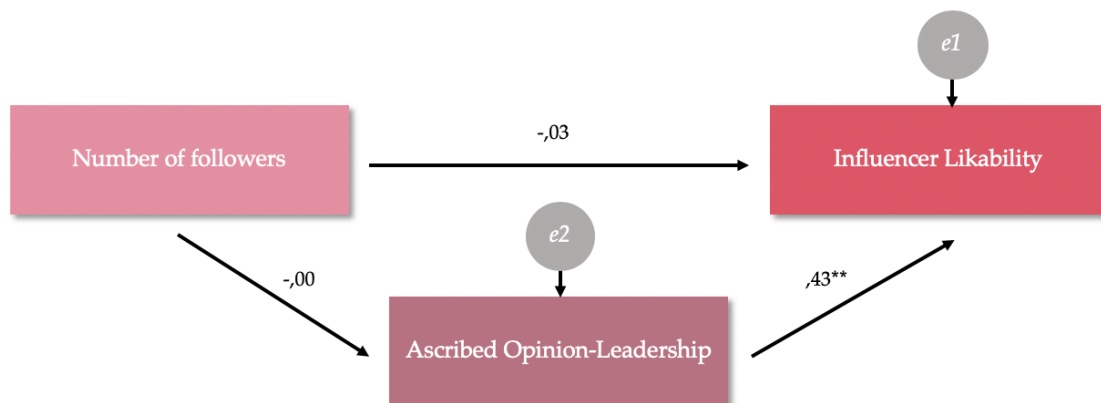 e1
-,03
Number of followers
Influencer Likability
e2
-,00
,43**
Ascribed Opinion-Leadership